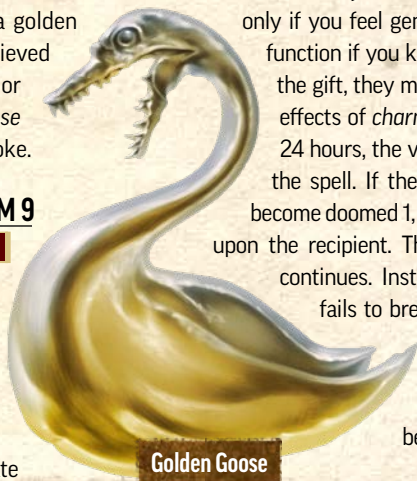 a golden
ieved
or
se
oke.
M 9
te
only if you feel ge
function if you k
the gift, they m
effects of char
24 hours, the v
the spell. If the
become doomed 1,
upon the recipient. Th
continues. Inst
fails to bre
be
Golden Goose